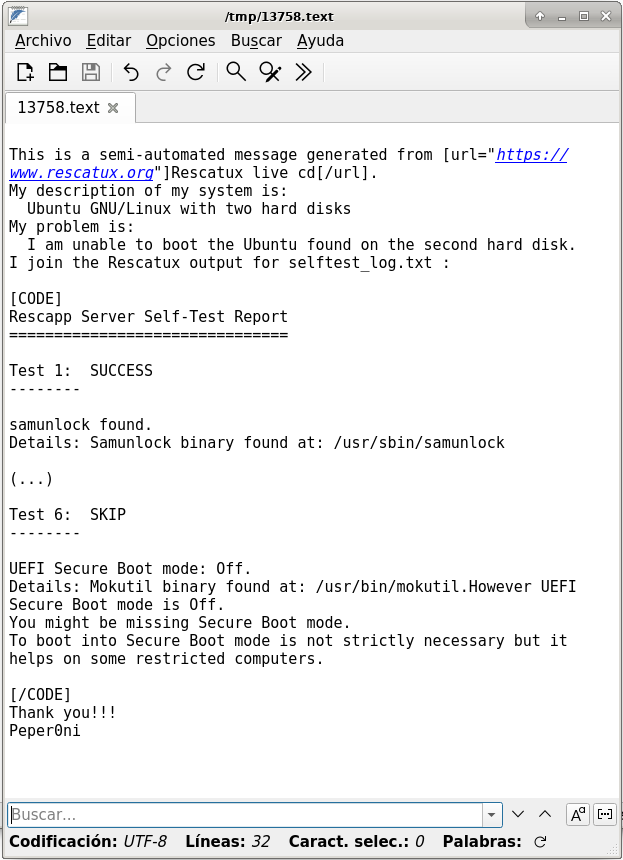 /tmp/13758.text
Archivo Editar Opciones Buscar Ayuda
13758.text
This is a semi-automated message generated from [url="https://
www.rescatux.org"]Rescatux live cd[/url].
My description of my system is:
  Ubuntu GNU/Linux with two hard disks
My problem is:
  I am unable to boot the Ubuntu found on the second hard disk.
I join the Rescatux output for selftest_log.txt :
[CODE]
Rescapp Server Self-Test Report
===============================
Test 1:  SUCCESS
--------
samunlock found.
Details: Samunlock binary found at: /usr/sbin/samunlock
(...)
Test 6:  SKIP
--------
UEFI Secure Boot mode: Off.
Details: Mokutil binary found at: /usr/bin/mokutil.However UEFI
Secure Boot mode is Off.
You might be missing Secure Boot mode.
To boot into Secure Boot mode is not strictly necessary but it
helps on some restricted computers.
[/CODE]
Thank you!!!
Peper0ni
Buscar...
Codificación: UTF-8 Líneas: 32 Caract. selec.: 0 Palabras: